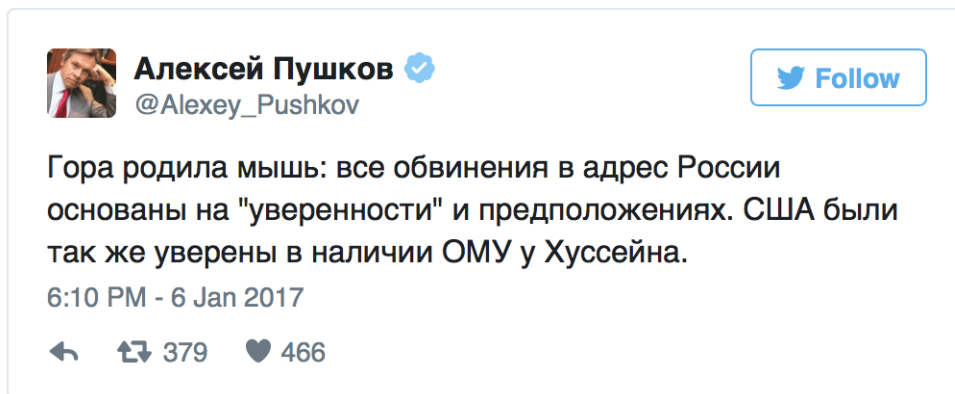 Алексей Пушков
@Alexey_Pushkov
Follow
Гора родила мышь: все обвинения в адрес России
основаны на "уверенности" и предположениях. США были
так же уверены в наличии ОМУ у Хуссейна.
6:10 PM - 6 Jan 2017
379 466